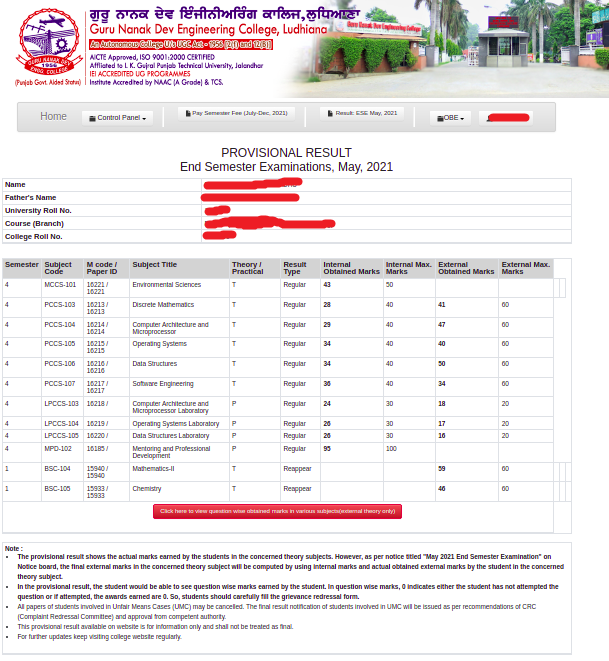 ਗੁਰੂ ਨਾਨਕ ਦੇਵ ਇੰਜੀਨੀਅਰਿੰਗ ਕਾਲਿਜ,ਲੁਧਿਆਣਾ
Guru Nanak Dev Engineering College, Ludhiana
An Autonomous College U/s UGC Act - 1956 [2(f) and 12(B)]
AICTE Approved, ISO 9001:2000 CERTIFIED
Affiliated to I. K. Gujral Punjab Technical University, Jalandhar
IEI ACCREDITED UG PROGRAMMES
Institute Accredited by NAAC (A Grade) & TCS.
1956
(Punjab Govt. Aided Status)
Home Control Panel Pay Semester Fee (July-Dec, 2021) Result: ESE May, 2021 OBE
PROVISIONAL RESULT
End Semester Examinations, May, 2021
Name
Father's Name
University Roll No.
Course (Branch)
College Roll No.
Semester Subject Code M code / Paper ID Subject Title Theory / Practical Result Type Internal Obtained Marks Internal Max. Marks External Obtained Marks External Max. Marks
4 MCCS-101 16221 / 16221 Environmental Sciences T Regular 43 50
4 PCCS-103 16213 / 16213 Discrete Mathematics T Regular 28 40 41 60
4 PCCS-104 16214 / 16214 Computer Architecture and Microprocessor T Regular 29 40 47 60
4 PCCS-105 16215 / 16215 Operating Systems T Regular 34 40 40 60
4 PCCS-106 16216 / 16216 Data Structures T Regular 34 40 50 60
4 PCCS-107 16217 / 16217 Software Engineering T Regular 36 40 34 60
4 LPCCS-103 16218 / Computer Architecture and Microprocessor Laboratory P Regular 24 30 18 20
4 LPCCS-104 16219 / Operating Systems Laboratory P Regular 26 30 17 20
4 LPCCS-105 16220 / Data Structures Laboratory P Regular 26 30 16 20
4 MPD-102 16185 / Mentoring and Professional Development P Regular 95 100
1 BSC-104 15940 / 15940 Mathematics-II T Reappear 59 60
1 BSC-105 15933 / 15933 Chemistry T Reappear 46 60
Click here to view question wise obtained marks in various subjects(external theory only)
Note :
The provisional result shows the actual marks earned by the students in the concerned theory subjects. However, as per notice titled "May 2021 End Semester Examination" on
Notice board, the final external marks in the concerned theory subject will be computed by using internal marks and actual obtained external marks by the student in the concerned
theory subject.
In the provisional result, the student would be able to see question wise marks earned by the student. In question wise marks, 0 indicates either the student has not attempted the
question or if attempted, the awarded marks are 0. So, students should carefully fill the grievance redressal form.
All papers of students involved in Unfair Means Cases (UMC) may be cancelled. The final result notification of students involved in UMC will be issued as per recommendations of CRC
(Complaint Redressal Committee) and approval from competent authority.
This provisional result available on website is for information only and shall not be treated as final.
For further updates keep visiting college website regularly.